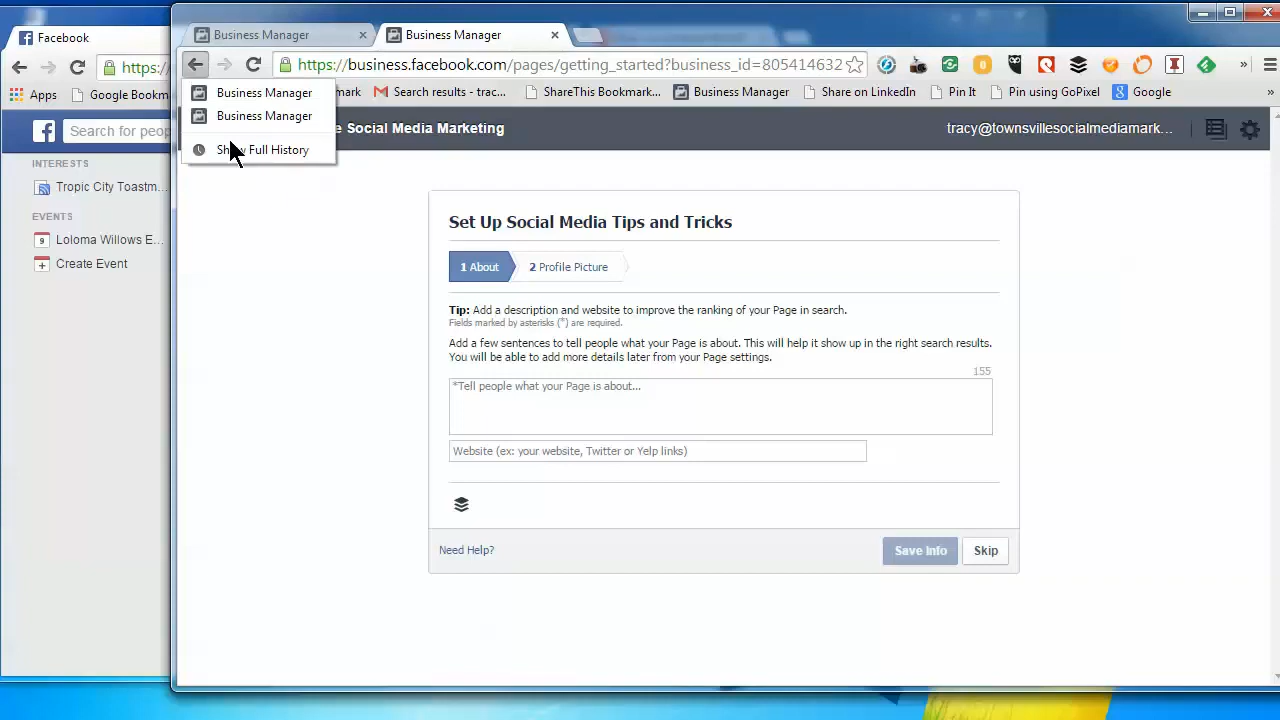 Facebook
Business Manager
Business Manager
https:/
https://business.facebook.com/pages/getting_started?business_id=805414632
Apps
Google Bookm
mark
Search results - trac...
ShareThis Bookmark...
Business Manager
Share on LinkedIn
Pin It
Pin using GoPixel
Google
Business Manager
Business Manager
Show Full History
Search for peop
e Social Media Marketing
tracy@townsvillesocialmediamark...
INTERESTS
Tropic City Toastm...
EVENTS
9 Loloma Willows E...
Create Event
Set Up Social Media Tips and Tricks
1 About
2 Profile Picture
Tip: Add a description and website to improve the ranking of your Page in search.
Fields marked by asterisks (*) are required.
Add a few sentences to tell people what your Page is about. This will help it show up in the right search results.
You will be able to add more details later from your Page settings.
155
*Tell people what your Page is about...
Website (ex: your website, Twitter or Yelp links)
Need Help?
Save Info
Skip